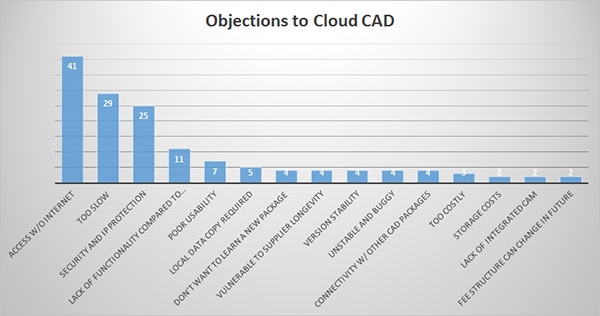 Objections to Cloud CAD
41
29
25
11
7
5
4
4
4
4
4
3
2
2
2
ACCESS W/O INTERNET
TOO SLOW
SECURITY AND IP PROTECTION
LACK OF FUNCTIONALITY COMPARED TO...
POOR USABILITY
LOCAL DATA COPY REQUIRED
DON'T WANT TO LEARN A NEW PACKAGE
VULNERABLE TO SUPPLIER LONGEVITY
VERSION STABILITY
UNSTABLE AND BUGGY
CONNECTIVITY W/ OTHER CAD PACKAGES
TOO COSTLY
STORAGE COSTS
LACK OF INTEGRATED CAM
FEE STRUCTURE CAN CHANGE IN FUTURE